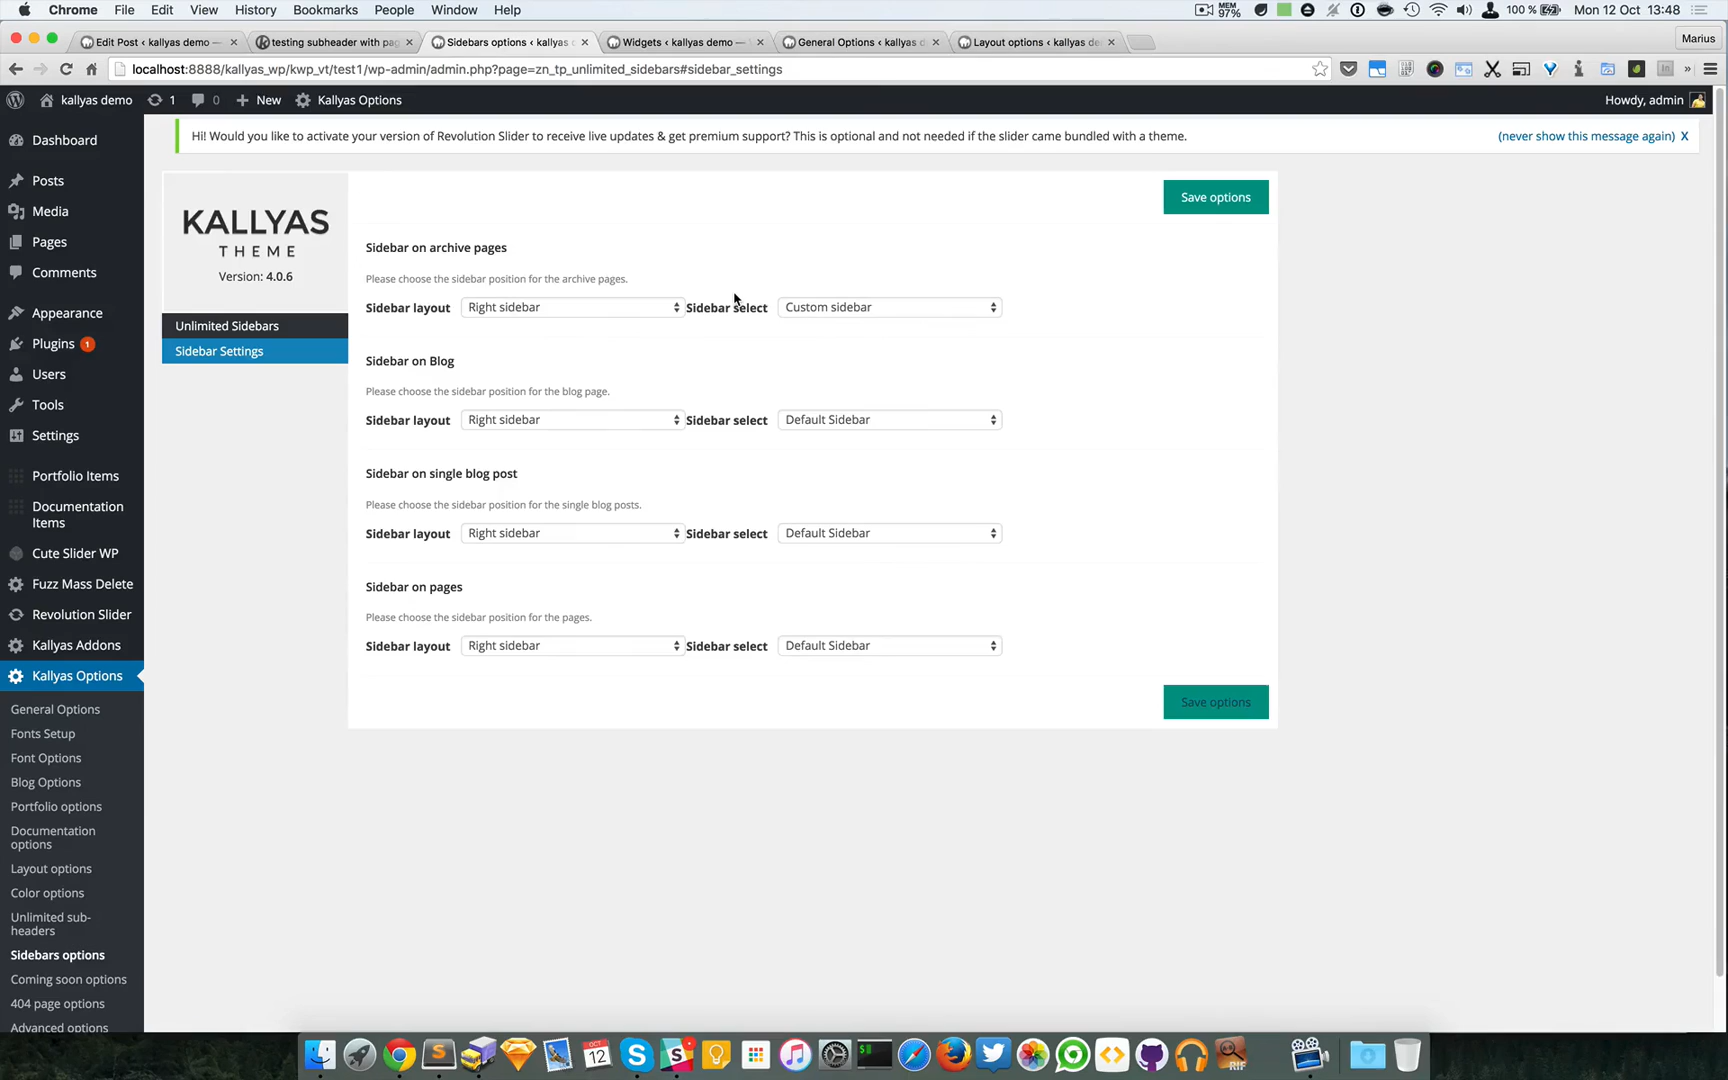 Chrome File Edit View History Bookmarks People Window Help
MEM 97%
100 %
Mon 12 Oct 13:48
Edit Post ‹ kallyas demo —
testing subheader with pag
Sidebars options ‹ kallyas
Widgets ‹ kallyas demo —
General Options ‹ kallyas d
Layout options ‹ kallyas de
Marius
localhost:8888/kallyas_wp/kwp_vt/test1/wp-admin/admin.php?page=zn_tp_unlimited_sidebars#sidebar_settings
kallyas demo 1 0 New Kallyas Options
Howdy, admin
Hi! Would you like to activate your version of Revolution Slider to receive live updates & get premium support? This is optional and not needed if the slider came bundled with a theme.
(never show this message again) X
Dashboard
Posts
Media
Pages
Comments
Appearance
Plugins 1
Users
Tools
Settings
Portfolio Items
Documentation
Items
Cute Slider WP
Fuzz Mass Delete
Revolution Slider
Kallyas Addons
Kallyas Options
General Options
Fonts Setup
Font Options
Blog Options
Portfolio options
Documentation
options
Layout options
Color options
Unlimited sub-
headers
Sidebars options
Coming soon options
404 page options
Advanced options
KALLYAS
THEME
Version: 4.0.6
Unlimited Sidebars
Sidebar Settings
Save options
Sidebar on archive pages
Please choose the sidebar position for the archive pages.
Sidebar layout Right sidebar Sidebar select Custom sidebar
Sidebar on Blog
Please choose the sidebar position for the blog page.
Sidebar layout Right sidebar Sidebar select Default Sidebar
Sidebar on single blog post
Please choose the sidebar position for the single blog posts.
Sidebar layout Right sidebar Sidebar select Default Sidebar
Sidebar on pages
Please choose the sidebar position for the pages.
Sidebar layout Right sidebar Sidebar select Default Sidebar
Save options
OCT
12
RIF